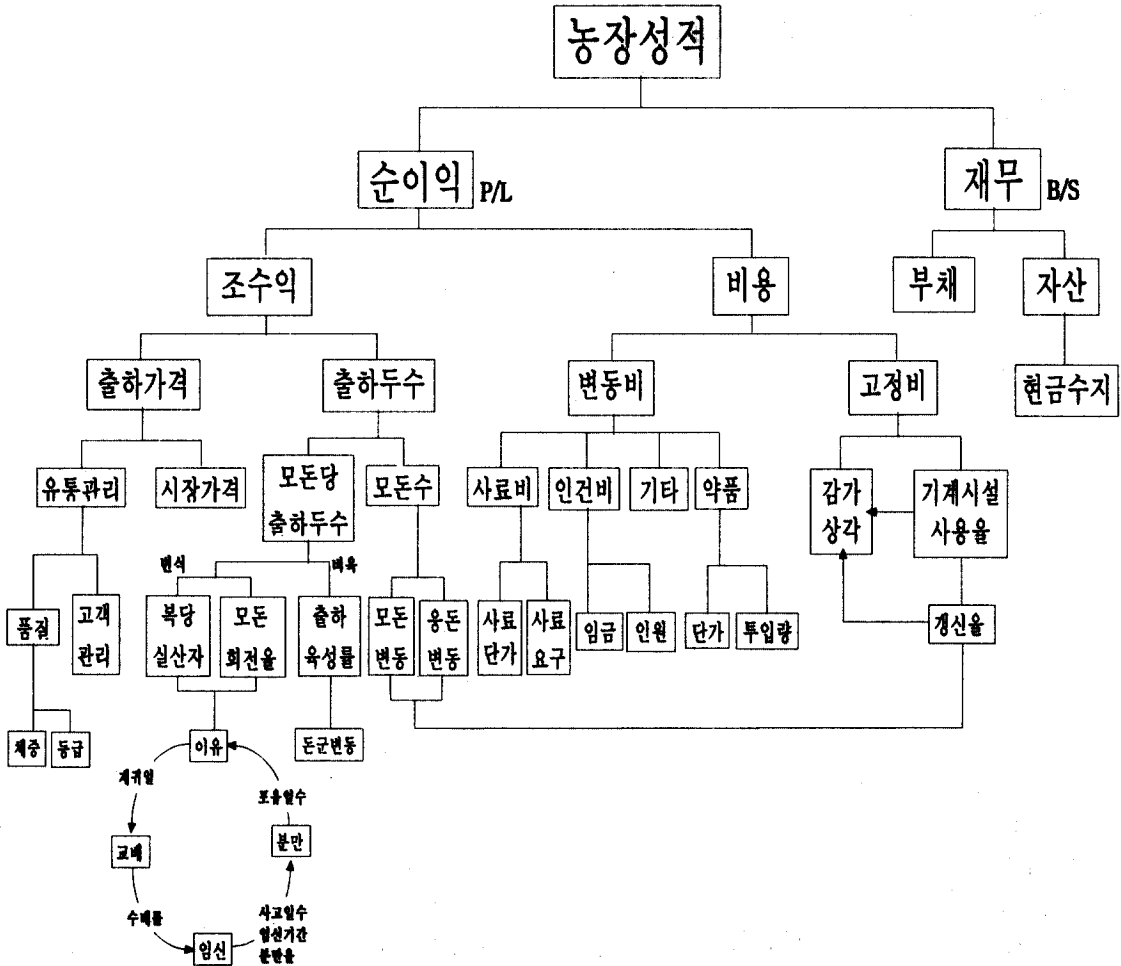 농장성적
순이익 P/L
재무 B/S
조수익
비용
부채
자산
출하가격
출하두수
변동비
고정비
현금수지
유통관리
시장가격
모돈당
출하두수
모돈수
사료비
인건비
기타
약품
감가
상각
기계시설
사용율
번식
비육
품질
고객
관리
복당
실산자
모돈
회전율
출하
육성률
모돈
변동
웅돈
변동
사료
단가
사료
요구
임금
인원
단가
투입량
갱신율
체중
등급
이유
돈군변동
재귀일
포유일수
교배
분만
수태률
사고일수
임신기간
분만율
임신